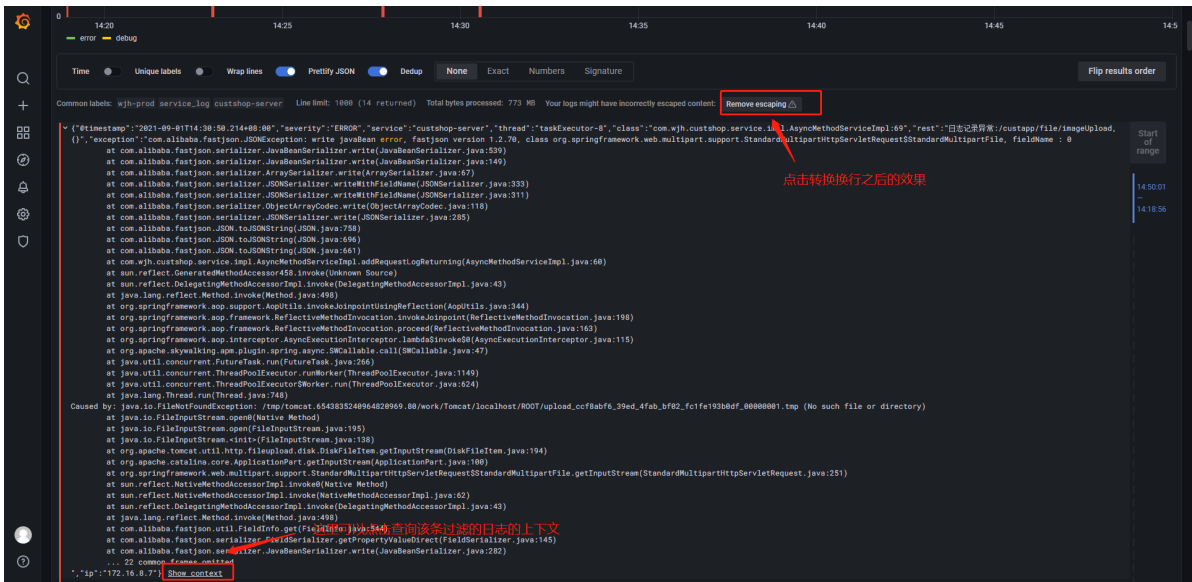 0
14:20 14:25 14:30 14:35 14:40 14:45 14:5
error debug
Time Unique labels Wrap lines Prettify JSON Dedup None Exact Numbers Signature Flip results order
Common labels: wjh-prod service_log custshop-server Line limit: 1000 (14 returned) Total bytes processed: 773 MB Your logs might have incorrectly escaped content: Remove escaping
{"@timestamp":"2021-09-01T14:30:50.214+08:00","severity":"ERROR","service":"custshop-server","thread":"taskExecutor-8","class":"com.wjh.custshop.service.impl.AsyncMethodServiceImpl:69","rest":"日志记录异常:/custapp/file/imageUpload,
{}","exception":"com.alibaba.fastjson.JSONException: write javaBean error, fastjson version 1.2.70, class org.springframework.web.multipart.support.StandardMultipartHttpServletRequest$StandardMultipartFile, fieldName : 0
Start
of
range
at com.alibaba.fastjson.serializer.JavaBeanSerializer.write(JavaBeanSerializer.java:539)
at com.alibaba.fastjson.serializer.JavaBeanSerializer.write(JavaBeanSerializer.java:149)
at com.alibaba.fastjson.serializer.ArraySerializer.write(ArraySerializer.java:67)
at com.alibaba.fastjson.serializer.JSONSerializer.writeWithFieldName(JSONSerializer.java:333)
点击转换换行之后的效果
at com.alibaba.fastjson.serializer.JSONSerializer.writeWithFieldName(JSONSerializer.java:311)
14:50:01
—
14:18:56
at com.alibaba.fastjson.serializer.ObjectArrayCodec.write(ObjectArrayCodec.java:118)
at com.alibaba.fastjson.serializer.JSONSerializer.write(JSONSerializer.java:285)
at com.alibaba.fastjson.JSON.toJSONString(JSON.java:758)
at com.alibaba.fastjson.JSON.toJSONString(JSON.java:696)
at com.alibaba.fastjson.JSON.toJSONString(JSON.java:661)
at com.wjh.custshop.service.impl.AsyncMethodServiceImpl.addRequestLogReturning(AsyncMethodServiceImpl.java:60)
at sun.reflect.GeneratedMethodAccessor458.invoke(Unknown Source)
at sun.reflect.DelegatingMethodAccessorImpl.invoke(DelegatingMethodAccessorImpl.java:43)
at java.lang.reflect.Method.invoke(Method.java:498)
at org.springframework.aop.support.AopUtils.invokeJoinpointUsingReflection(AopUtils.java:344)
at org.springframework.aop.framework.ReflectiveMethodInvocation.invokeJoinpoint(ReflectiveMethodInvocation.java:198)
at org.springframework.aop.framework.ReflectiveMethodInvocation.proceed(ReflectiveMethodInvocation.java:163)
at org.springframework.aop.interceptor.AsyncExecutionInterceptor.lambda$invoke$0(AsyncExecutionInterceptor.java:115)
at org.apache.skywalking.apm.plugin.spring.async.SWCallable.call(SWCallable.java:47)
at java.util.concurrent.FutureTask.run(FutureTask.java:266)
at java.util.concurrent.ThreadPoolExecutor.runWorker(ThreadPoolExecutor.java:1149)
at java.util.concurrent.ThreadPoolExecutor$Worker.run(ThreadPoolExecutor.java:624)
at java.lang.Thread.run(Thread.java:748)
Caused by: java.io.FileNotFoundException: /tmp/tomcat.6543835240964820969.80/work/Tomcat/localhost/ROOT/upload_ccf8abf6_39ed_4fab_bf02_fc1fe193b0df_00000001.tmp (No such file or directory)
at java.io.FileInputStream.open0(Native Method)
at java.io.FileInputStream.open(FileInputStream.java:195)
at java.io.FileInputStream.<init>(FileInputStream.java:138)
at org.apache.tomcat.util.http.fileupload.disk.DiskFileItem.getInputStream(DiskFileItem.java:194)
at org.apache.catalina.core.ApplicationPart.getInputStream(ApplicationPart.java:100)
at org.springframework.web.multipart.support.StandardMultipartHttpServletRequest$StandardMultipartFile.getInputStream(StandardMultipartHttpServletRequest.java:251)
at sun.reflect.NativeMethodAccessorImpl.invoke0(Native Method)
at sun.reflect.NativeMethodAccessorImpl.invoke(NativeMethodAccessorImpl.java:62)
at sun.reflect.DelegatingMethodAccessorImpl.invoke(DelegatingMethodAccessorImpl.java:43)
at java.lang.reflect.Method.invoke(Method.java:498)
这里可以点击查询该条过滤的日志的上下文
at com.alibaba.fastjson.util.FieldInfo.get(FieldInfo.java:544)
at com.alibaba.fastjson.serializer.FieldSerializer.getPropertyValueDirect(FieldSerializer.java:145)
at com.alibaba.fastjson.serializer.JavaBeanSerializer.write(JavaBeanSerializer.java:282)
... 22 common frames omitted
","ip":"172.16.8.7"} Show context